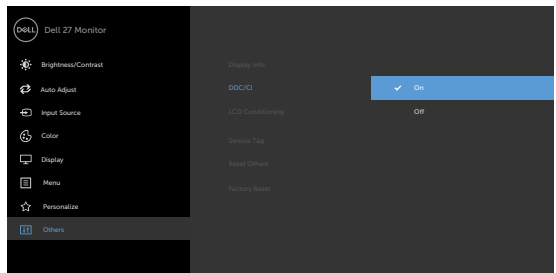 DELL Dell 27 Monitor
Brightness/Contrast
Auto Adjust
Input Source
Color
Display
Menu
Personalize
Others
Display Info
DDC/CI
LCD Conditioning
Service Tag
Reset Others
Factory Reset
On
Off